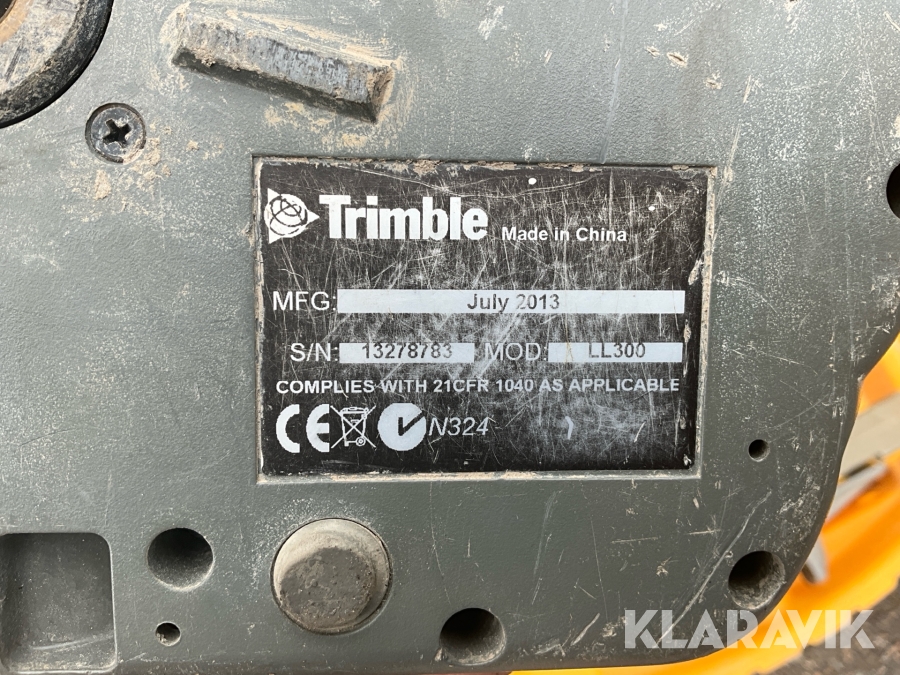 Trimble Made in China
MFG: July 2013
S/N: 13278783 MOD: LL300
COMPLIES WITH 21CFR 1040 AS APPLICABLE
CE N324
KLARAVIK